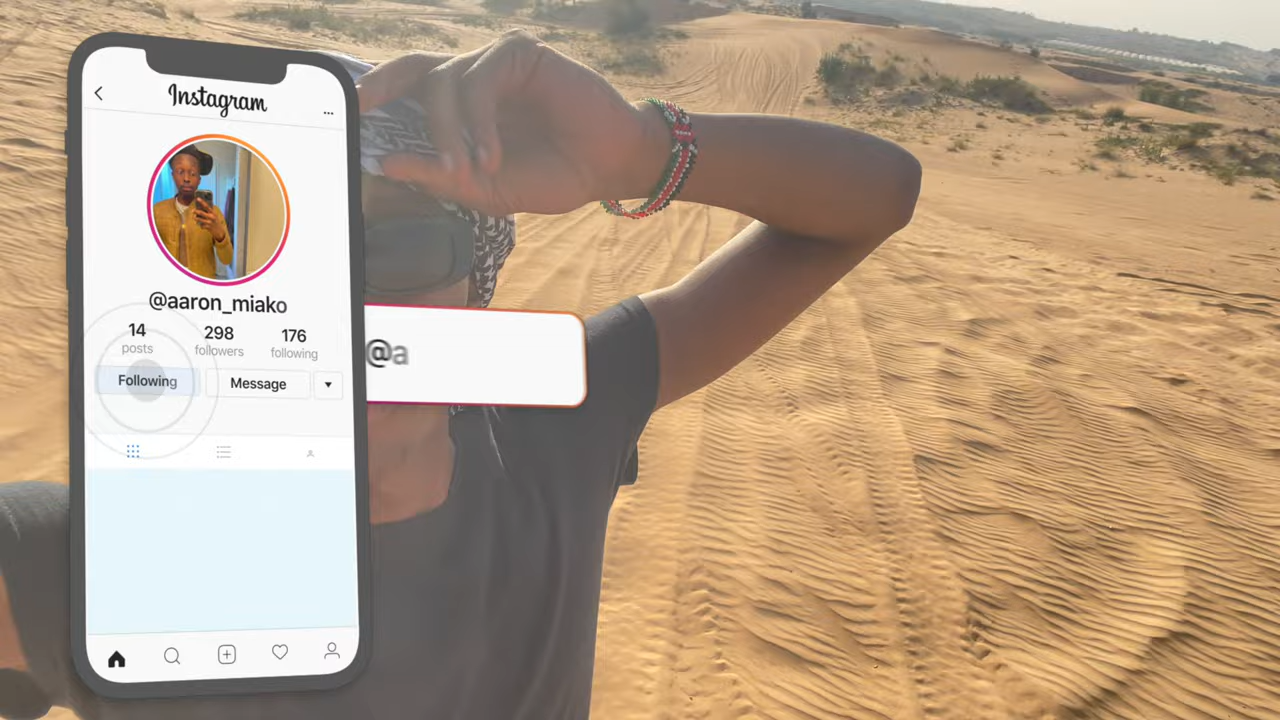 Instagram
@aaron_miako
14 298 176
posts followers following
Following Message
@a